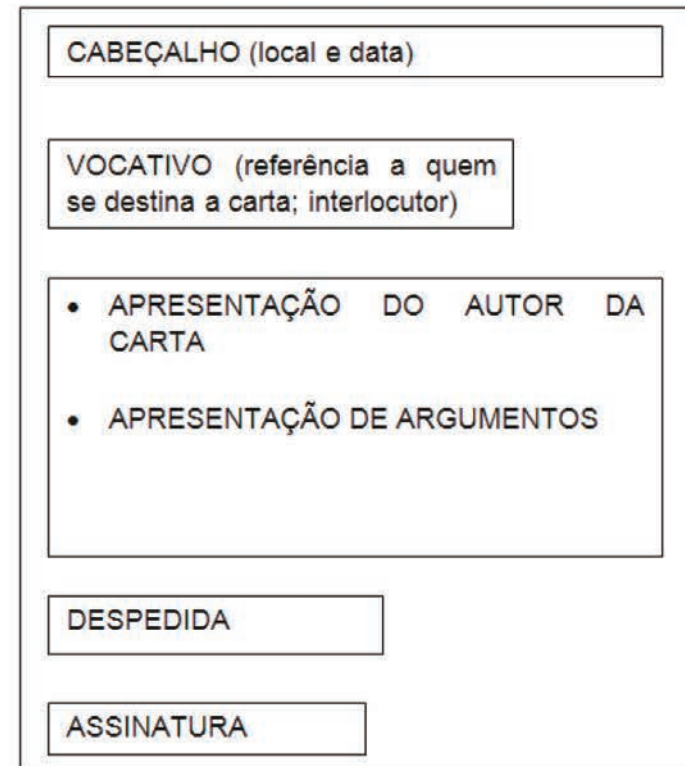 CABEÇALHO (local e data)
VOCATIVO (referência a quem
se destina a carta; interlocutor)
• APRESENTAÇÃO DO AUTOR DA
CARTA
• APRESENTAÇÃO DE ARGUMENTOS
DESPEDIDA
ASSINATURA